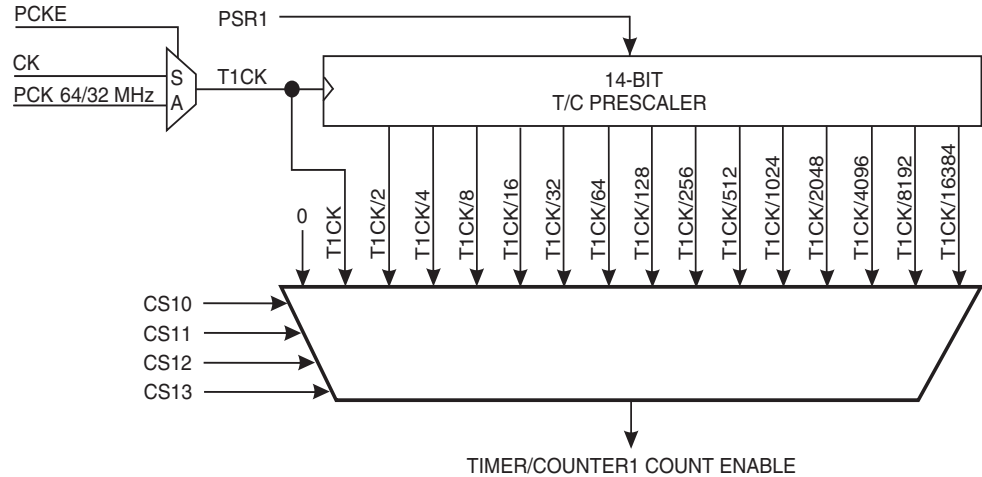 PCKE
PSR1
CK
PCK 64/32 MHz
S
A
T1CK
14-BIT
T/C PRESCALER
0
T1CK
T1CK/2
T1CK/4
T1CK/8
T1CK/16
T1CK/32
T1CK/64
T1CK/128
T1CK/256
T1CK/512
T1CK/1024
T1CK/2048
T1CK/4096
T1CK/8192
T1CK/16384
CS10
CS11
CS12
CS13
TIMER/COUNTER1 COUNT ENABLE